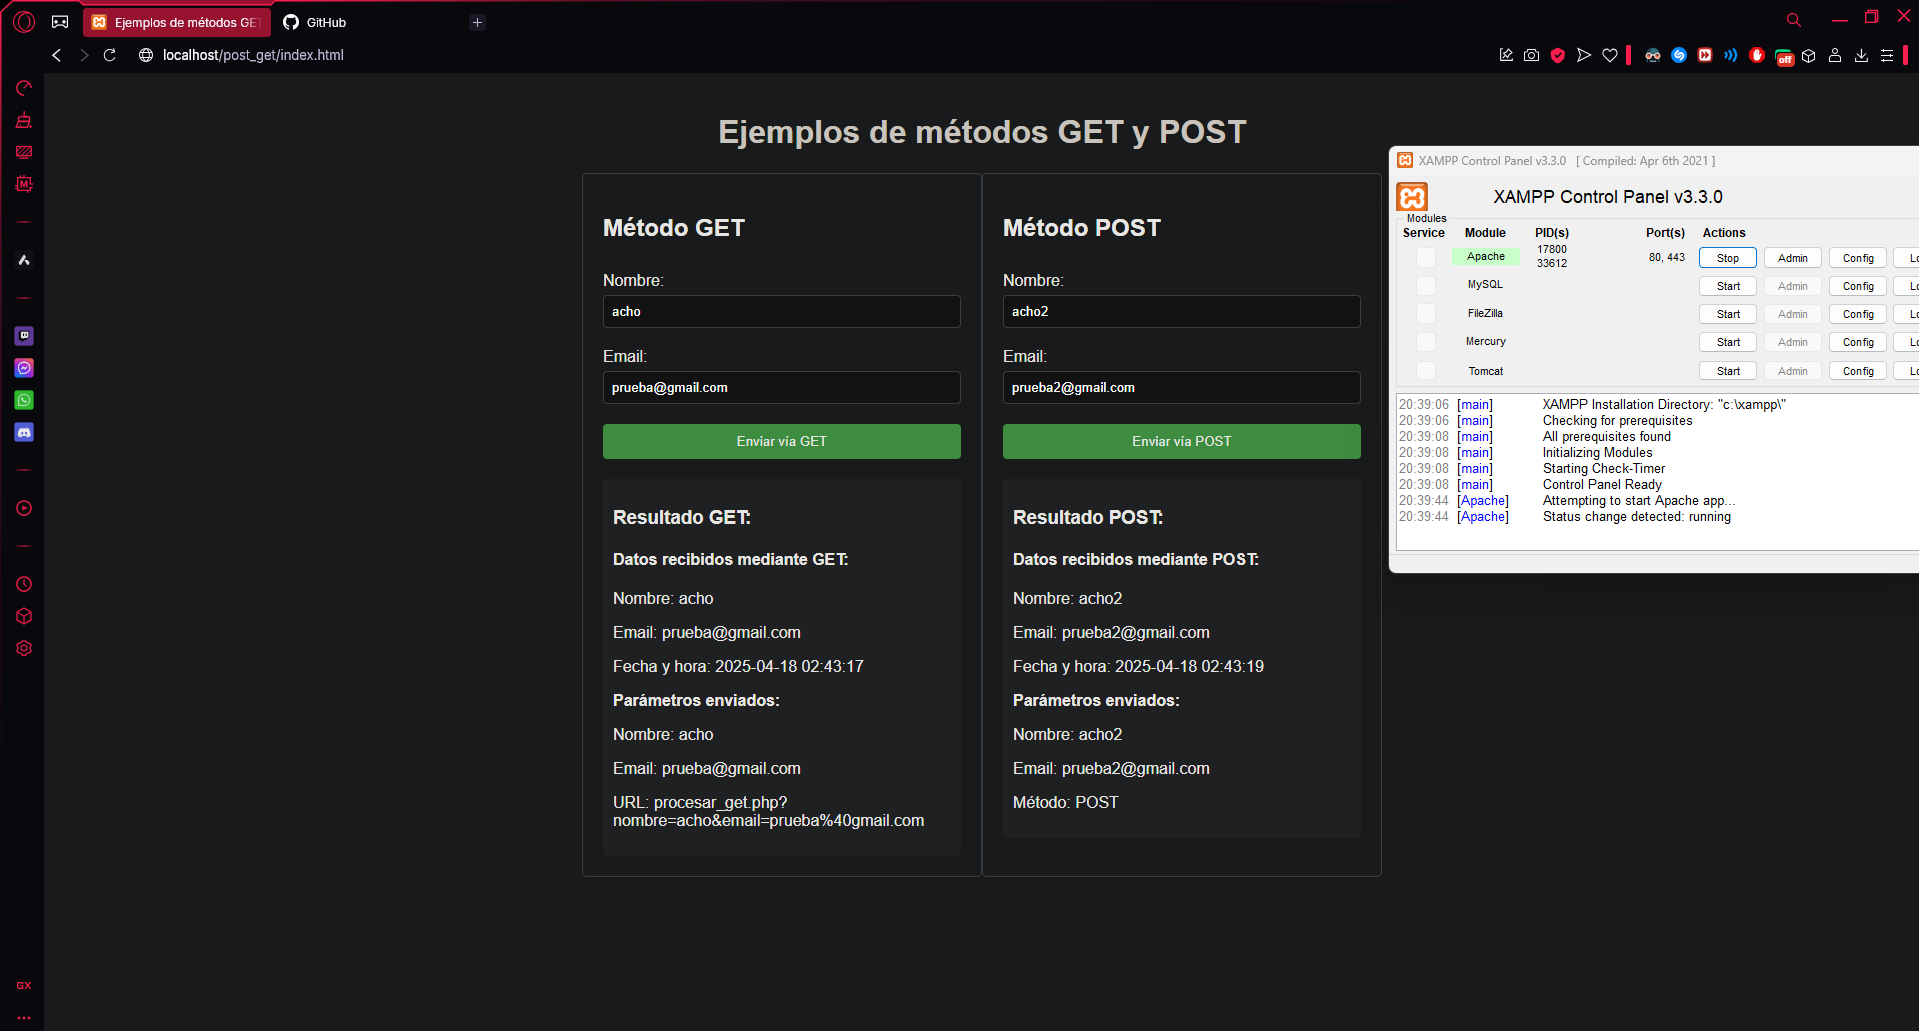 Ejemplos de métodos GET
GitHub
localhost/post_get/index.html
off
M
GX
Ejemplos de métodos GET y POST
Método GET
Nombre:
acho
Email:
prueba@gmail.com
Enviar vía GET
Resultado GET:
Datos recibidos mediante GET:
Nombre: acho
Email: prueba@gmail.com
Fecha y hora: 2025-04-18 02:43:17
Parámetros enviados:
Nombre: acho
Email: prueba@gmail.com
URL: procesar_get.php?
nombre=acho&email=prueba%40gmail.com
Método POST
Nombre:
acho2
Email:
prueba2@gmail.com
Enviar vía POST
Resultado POST:
Datos recibidos mediante POST:
Nombre: acho2
Email: prueba2@gmail.com
Fecha y hora: 2025-04-18 02:43:19
Parámetros enviados:
Nombre: acho2
Email: prueba2@gmail.com
Método: POST
XAMPP Control Panel v3.3.0 [ Compiled: Apr 6th 2021 ]
XAMPP Control Panel v3.3.0
Modules
Service Module PID(s) Port(s) Actions
Apache 17800 33612 80, 443 Stop Admin Config Lo
MySQL Start Admin Config Lo
FileZilla Start Admin Config Lo
Mercury Start Admin Config Lo
Tomcat Start Admin Config Lo
20:39:06 [main] XAMPP Installation Directory: "c:\xampp\"
20:39:06 [main] Checking for prerequisites
20:39:08 [main] All prerequisites found
20:39:08 [main] Initializing Modules
20:39:08 [main] Starting Check-Timer
20:39:08 [main] Control Panel Ready
20:39:44 [Apache] Attempting to start Apache app...
20:39:44 [Apache] Status change detected: running